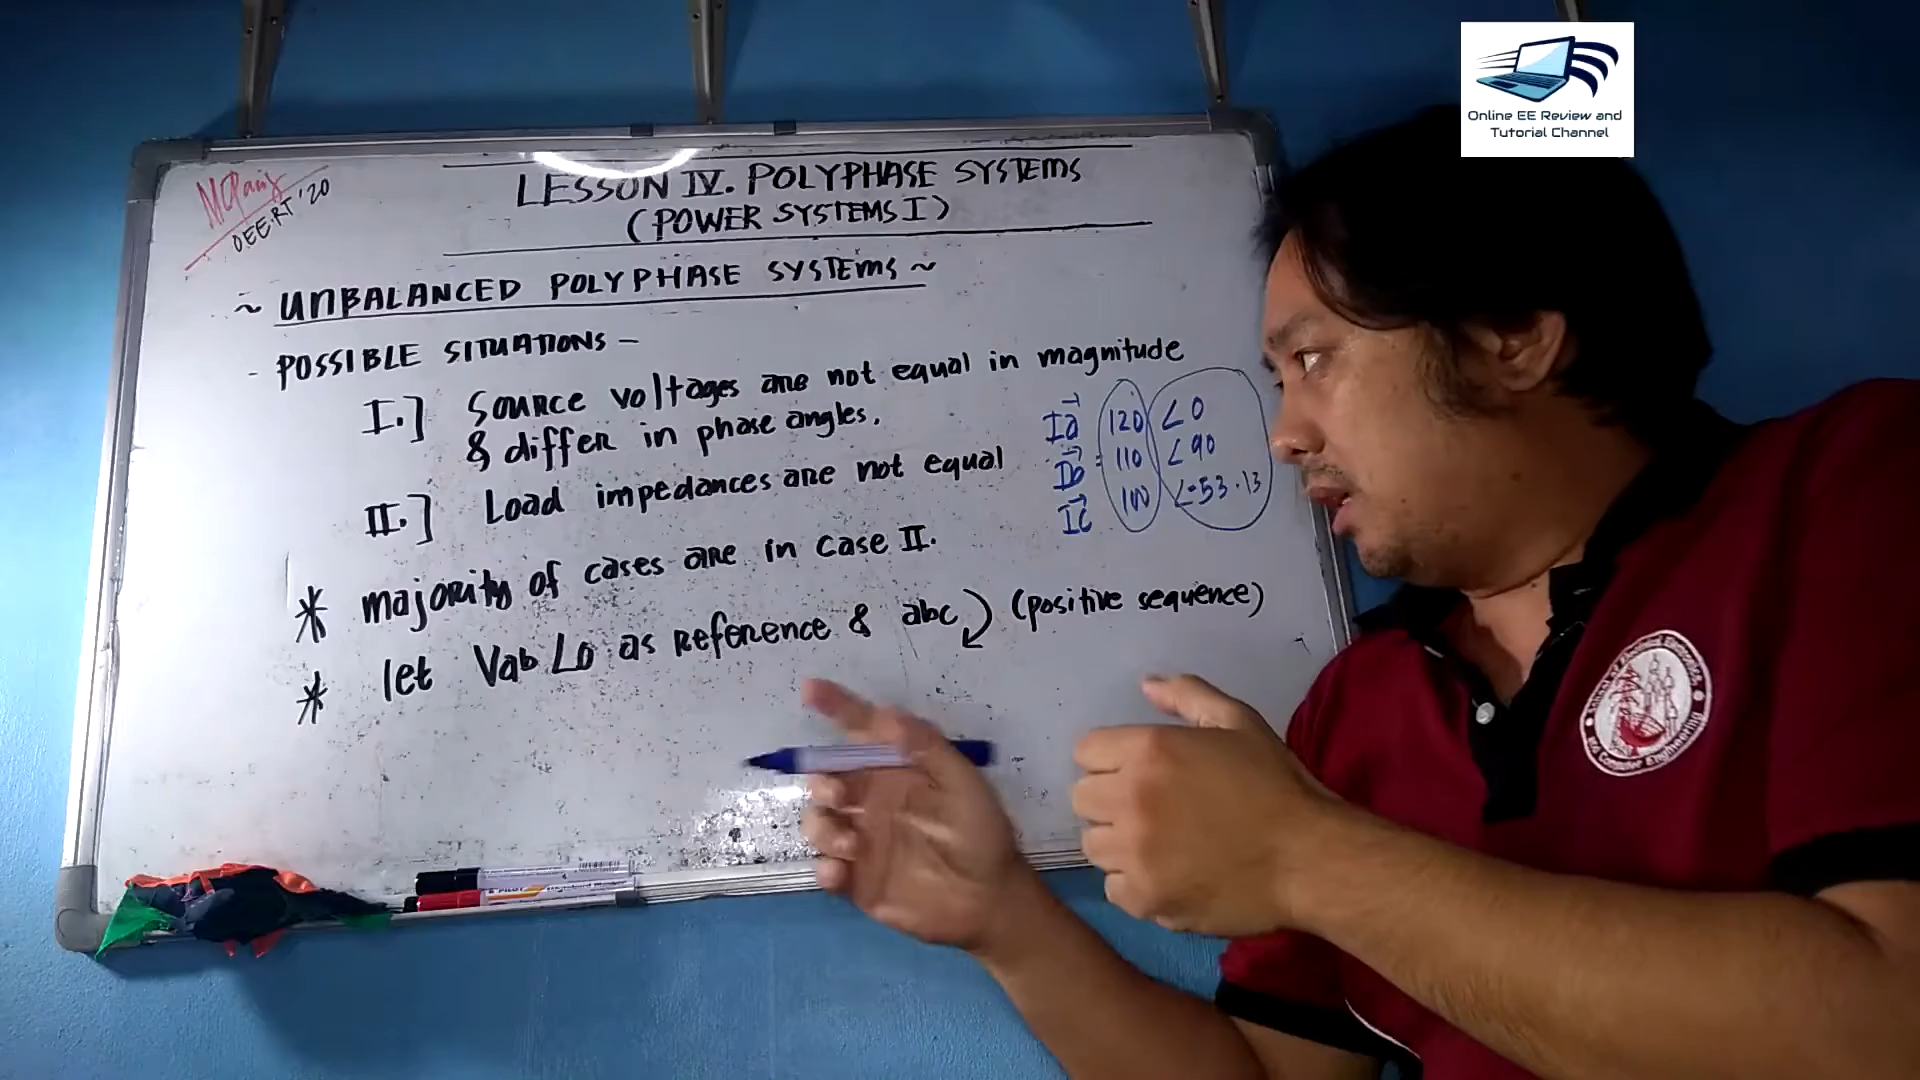 Online EE Review and
Tutorial Channel
OEERT '20
LESSON IV. POLYPHASE SYSTEMS
(POWER SYSTEMS I)
~ UNBALANCED POLYPHASE SYSTEMS ~
- POSSIBLE SITUATIONS -
I.] Source voltages are not equal in magnitude
& differ in phase angles.
II.] Load impedances are not equal
Ia 120 ∠0
Ib = 110 ∠90
Ic 100 ∠-53.13
* majority of cases are in case II.
* let Vab ∠0 as reference & abc (positive sequence)
PILOT